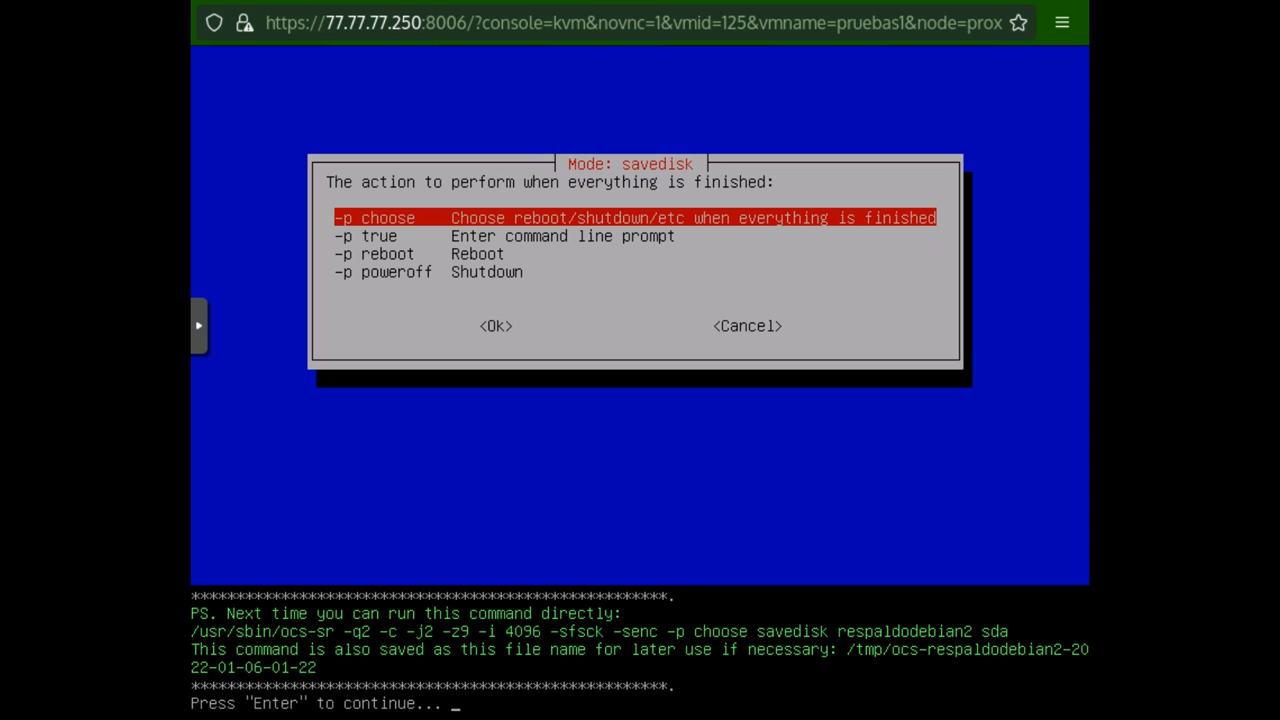 https://77.77.77.250:8006/?console=kvm&novnc=1&vmid=125&vmname=pruebas1&node=prox
Mode: savedisk
The action to perform when everything is finished:
-p choose    Choose reboot/shutdown/etc when everything is finished
-p true      Enter command line prompt
-p reboot    Reboot
-p poweroff  Shutdown
<Ok>    <Cancel>
*****************************************************.
PS. Next time you can run this command directly:
/usr/sbin/ocs-sr -q2 -c -j2 -z9 -i 4096 -sfsck -senc -p choose savedisk respaldodebian2 sda
This command is also saved as this file name for later use if necessary: /tmp/ocs-respaldodebian2-20
22-01-06-01-22
*****************************************************.
Press "Enter" to continue... _